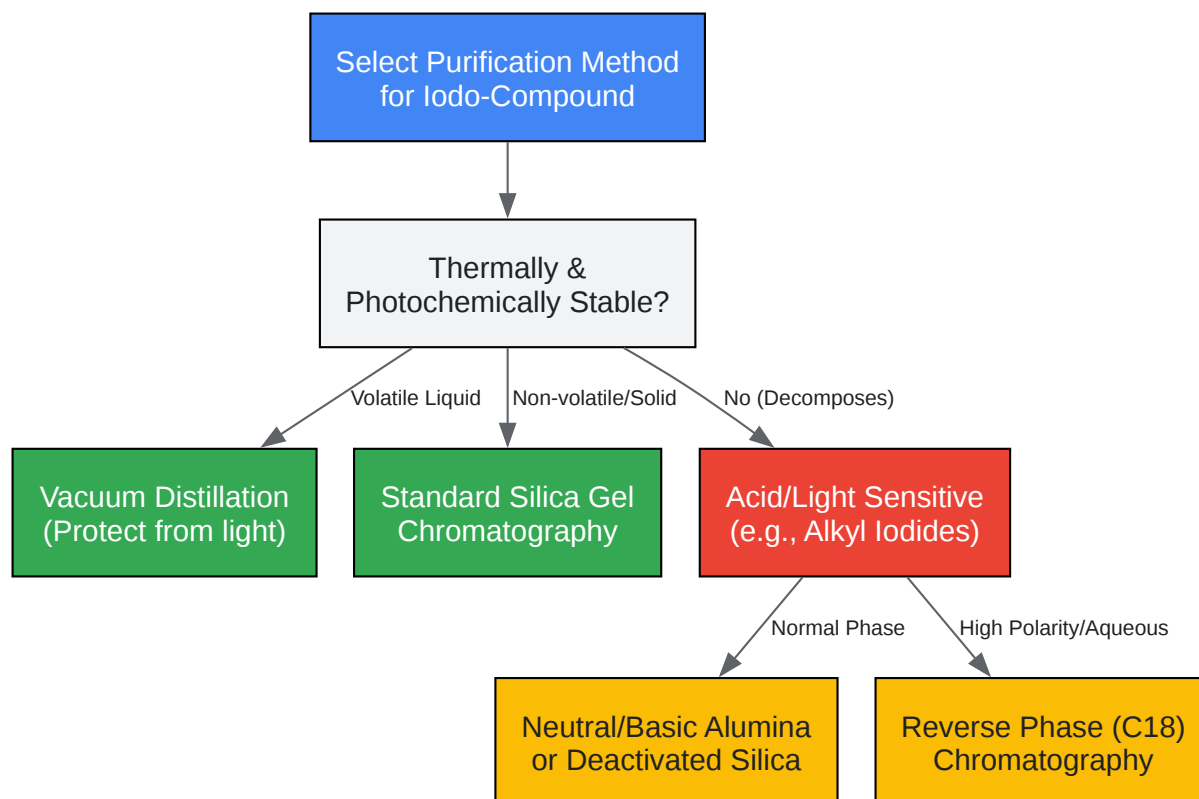 Select Purification Method
for Iodo-Compound
Thermally &
Photochemically Stable?
Volatile Liquid
Non-volatile/Solid
No (Decomposes)
Vacuum Distillation
(Protect from light)
Standard Silica Gel
Chromatography
Acid/Light Sensitive
(e.g., Alkyl Iodides)
Normal Phase
High Polarity/Aqueous
Neutral/Basic Alumina
or Deactivated Silica
Reverse Phase (C18)
Chromatography